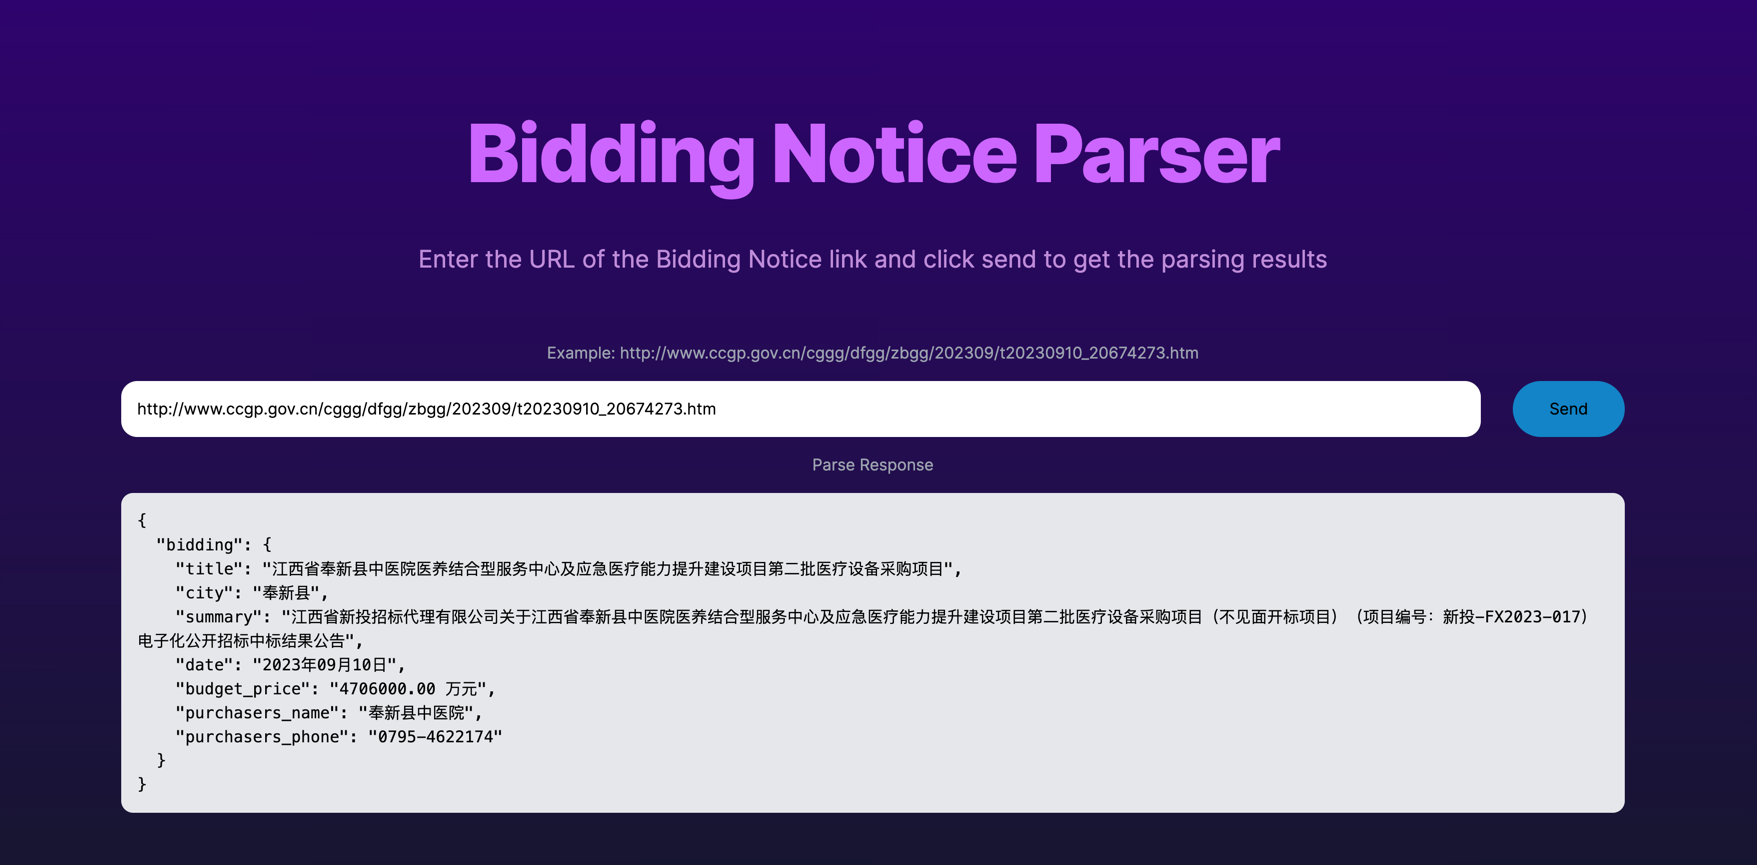 Bidding Notice Parser
Enter the URL of the Bidding Notice link and click send to get the parsing results
Example: http://www.ccgp.gov.cn/cggg/dfgg/zbgg/202309/t20230910_20674273.htm
http://www.ccgp.gov.cn/cggg/dfgg/zbgg/202309/t20230910_20674273.htm
Send
Parse Response
{
  "bidding": {
    "title": "江西省奉新县中医院医养结合型服务中心及应急医疗能力提升建设项目第二批医疗设备采购项目",
    "city": "奉新县",
    "summary": "江西省新投招标代理有限公司关于江西省奉新县中医院医养结合型服务中心及应急医疗能力提升建设项目第二批医疗设备采购项目（不见面开标项目）（项目编号：新投-FX2023-017）
电子化公开招标中标结果公告",
    "date": "2023年09月10日",
    "budget_price": "4706000.00 万元",
    "purchasers_name": "奉新县中医院",
    "purchasers_phone": "0795-4622174"
  }
}